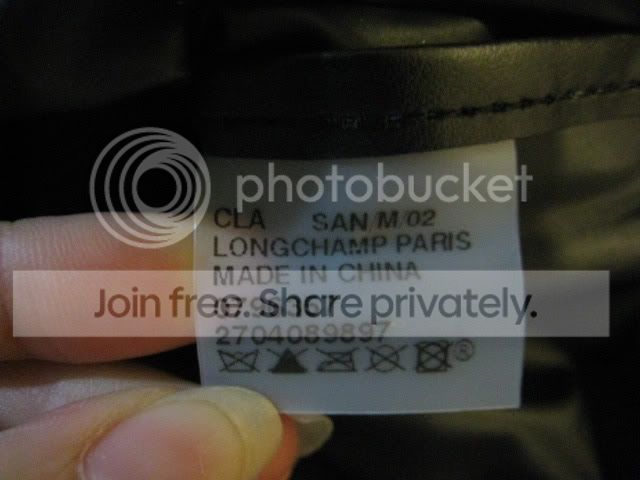 photobucket
CLA SAN/M/02
LONGCHAMP PARIS
MADE IN CHINA
Join free. Share privately.
2704089897